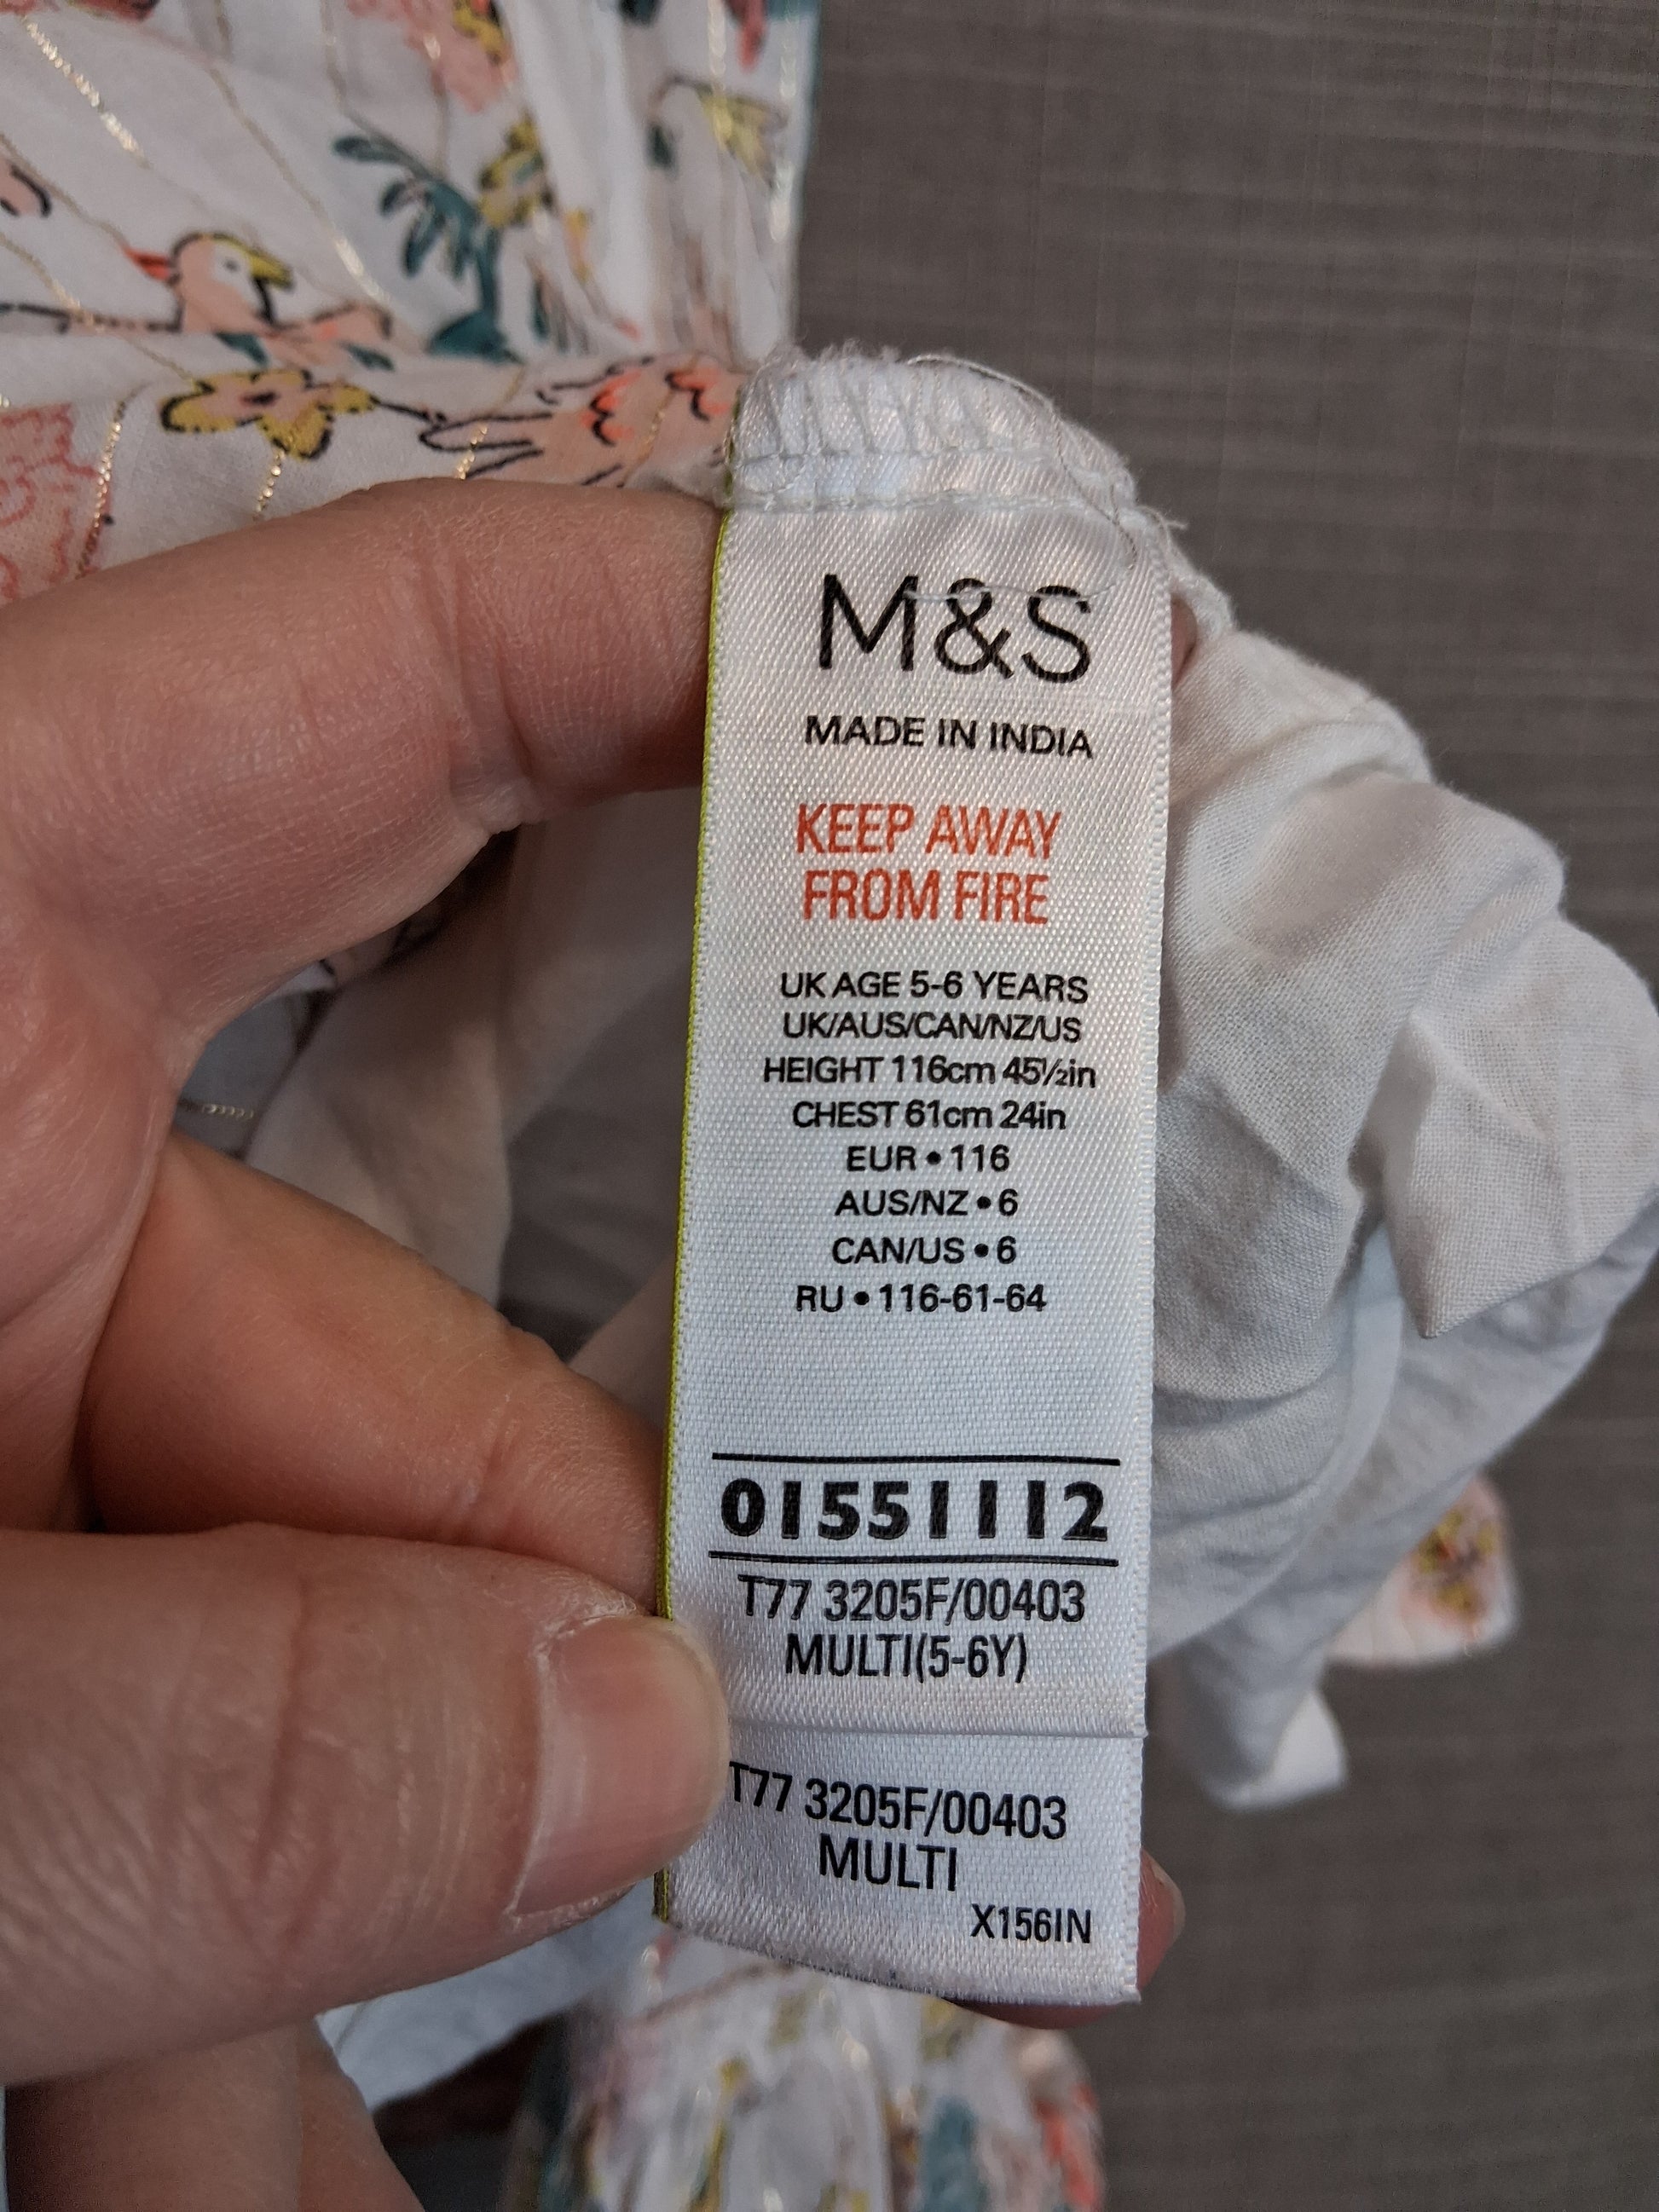 M&S
MADE IN INDIA
KEEP AWAY
FROM FIRE
UK AGE 5-6 YEARS
UK/AUS/CAN/NZ/US
HEIGHT 116cm 45½in
CHEST 61cm 24in
EUR • 116
AUS/NZ • 6
CAN/US • 6
RU • 116-61-64
01551112
T77 3205F/00403
MULTI(5-6Y)
T77 3205F/00403
MULTI
X156IN